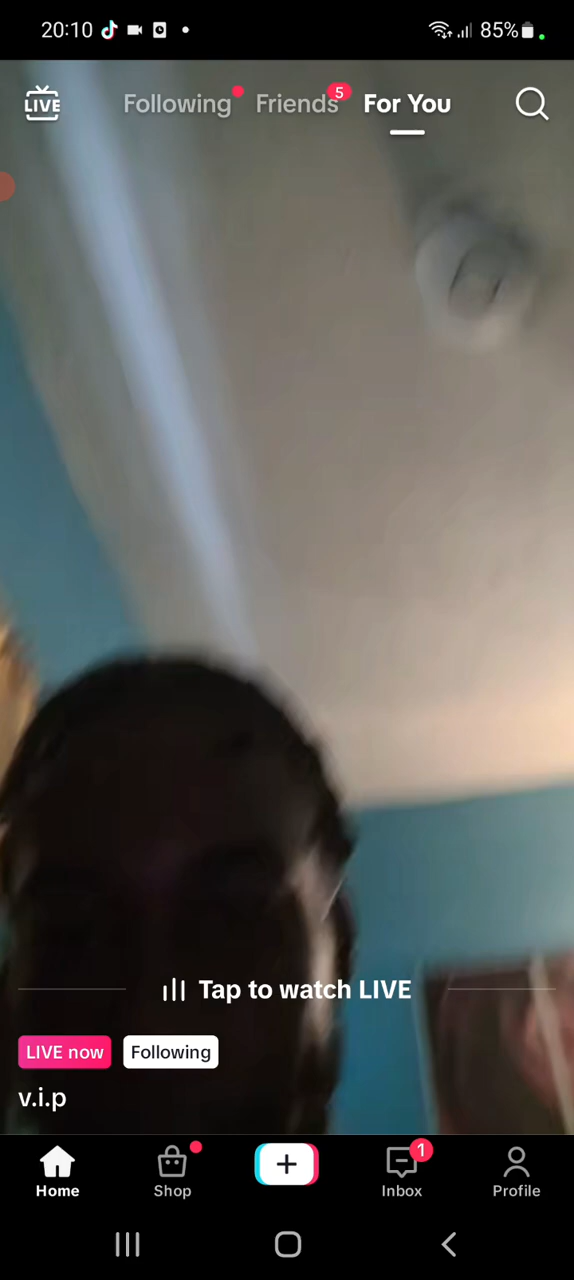 20:10 85%
LIVE Following Friends 5 For You
Tap to watch LIVE
LIVE now Following
v.i.p
1
Home Shop Inbox Profile